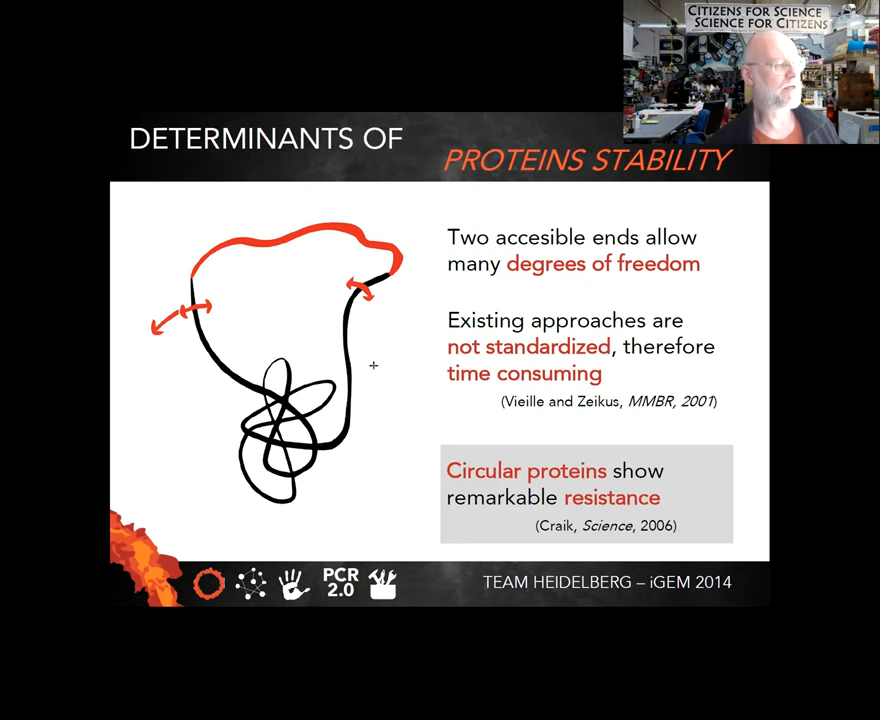 CITIZENS FOR SCIENCE
SCIENCE FOR CITIZENS
DETERMINANTS OF
PROTEINS STABILITY
Two accesible ends allow
many degrees of freedom
Existing approaches are
not standardized, therefore
time consuming
(Vieille and Zeikus, MMBR, 2001)
Circular proteins show
remarkable resistance
(Craik, Science, 2006)
PCR
2.0
TEAM HEIDELBERG – iGEM 2014